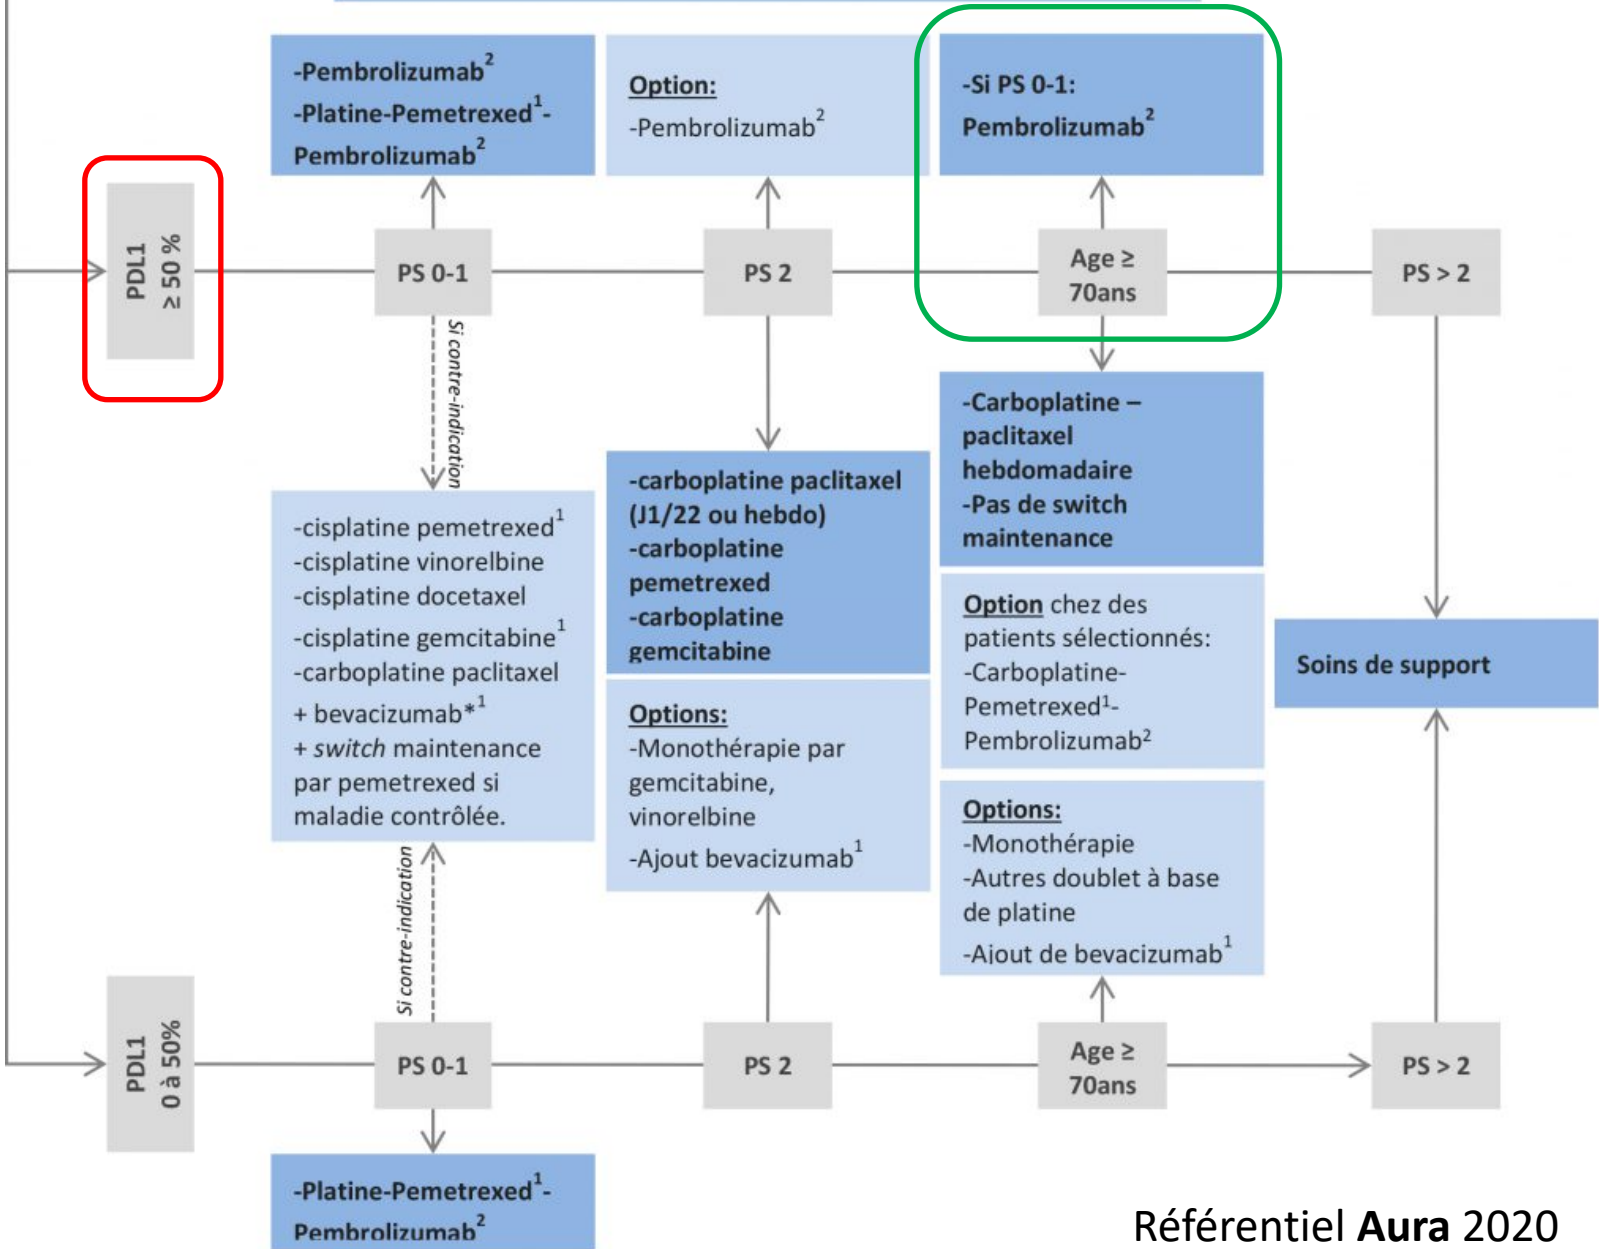 -Pembrolizumab²
-Platine-Pemetrexed¹-
Pembrolizumab²
Option:
-Pembrolizumab²
-Si PS 0-1:
Pembrolizumab²
PDL1
≥ 50 %
PS 0-1
PS 2
Age ≥
70ans
PS > 2
Si contre-indication
-cisplatine pemetrexed¹
-cisplatine vinorelbine
-cisplatine docetaxel
-cisplatine gemcitabine¹
-carboplatine paclitaxel
+ bevacizumab*¹
+ switch maintenance
par pemetrexed si
maladie contrôlée.
-carboplatine paclitaxel
(J1/22 ou hebdo)
-carboplatine
pemetrexed
-carboplatine
gemcitabine
Options:
-Monothérapie par
gemcitabine,
vinorelbine
-Ajout bevacizumab¹
-Carboplatine –
paclitaxel
hebdomadaire
-Pas de switch
maintenance
Option chez des
patients sélectionnés:
-Carboplatine-
Pemetrexed¹-
Pembrolizumab²
Options:
-Monothérapie
-Autres doublet à base
de platine
-Ajout de bevacizumab¹
Soins de support
Si contre-indication
PDL1
0 à 50%
PS 0-1
PS 2
Age ≥
70ans
PS > 2
-Platine-Pemetrexed¹-
Pembrolizumab²
Référentiel Aura 2020